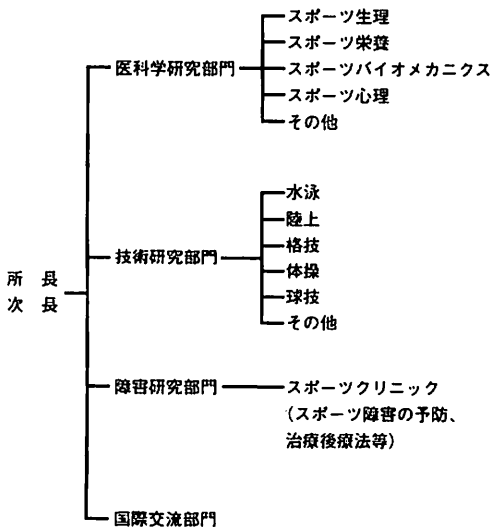 所長
次長
医科学研究部門
スポーツ生理
スポーツ栄養
スポーツバイオメカニクス
スポーツ心理
その他
技術研究部門
水泳
陸上
格技
体操
球技
その他
障害研究部門
スポーツクリニック
(スポーツ障害の予防、
治療後療法等)
国際交流部門